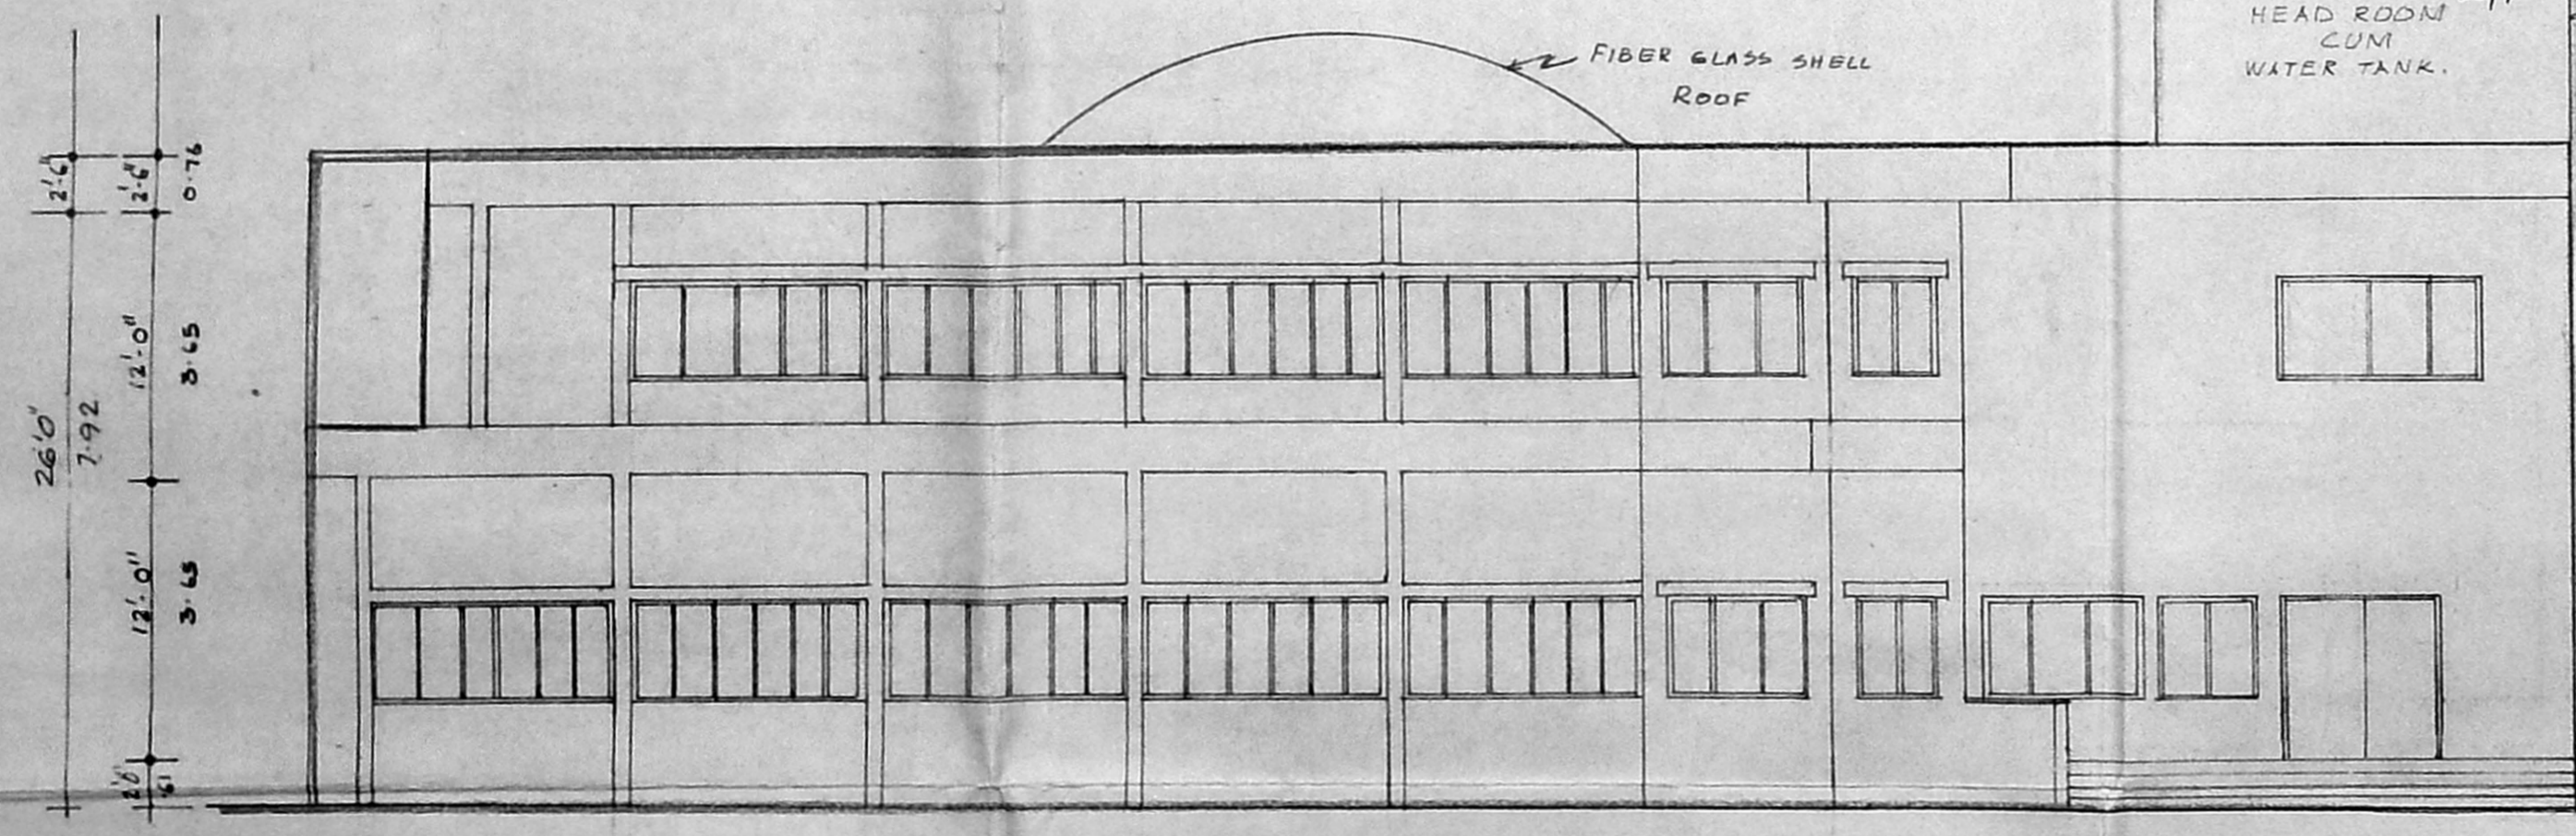 HEAD ROOM
CUM
WATER TANK.
FIBER GLASS SHELL
ROOF
2'-6"
2'-6"
0.76
12'-0"
3.65
26'0"
7.92
12'-0"
3.65
2'0"
.61